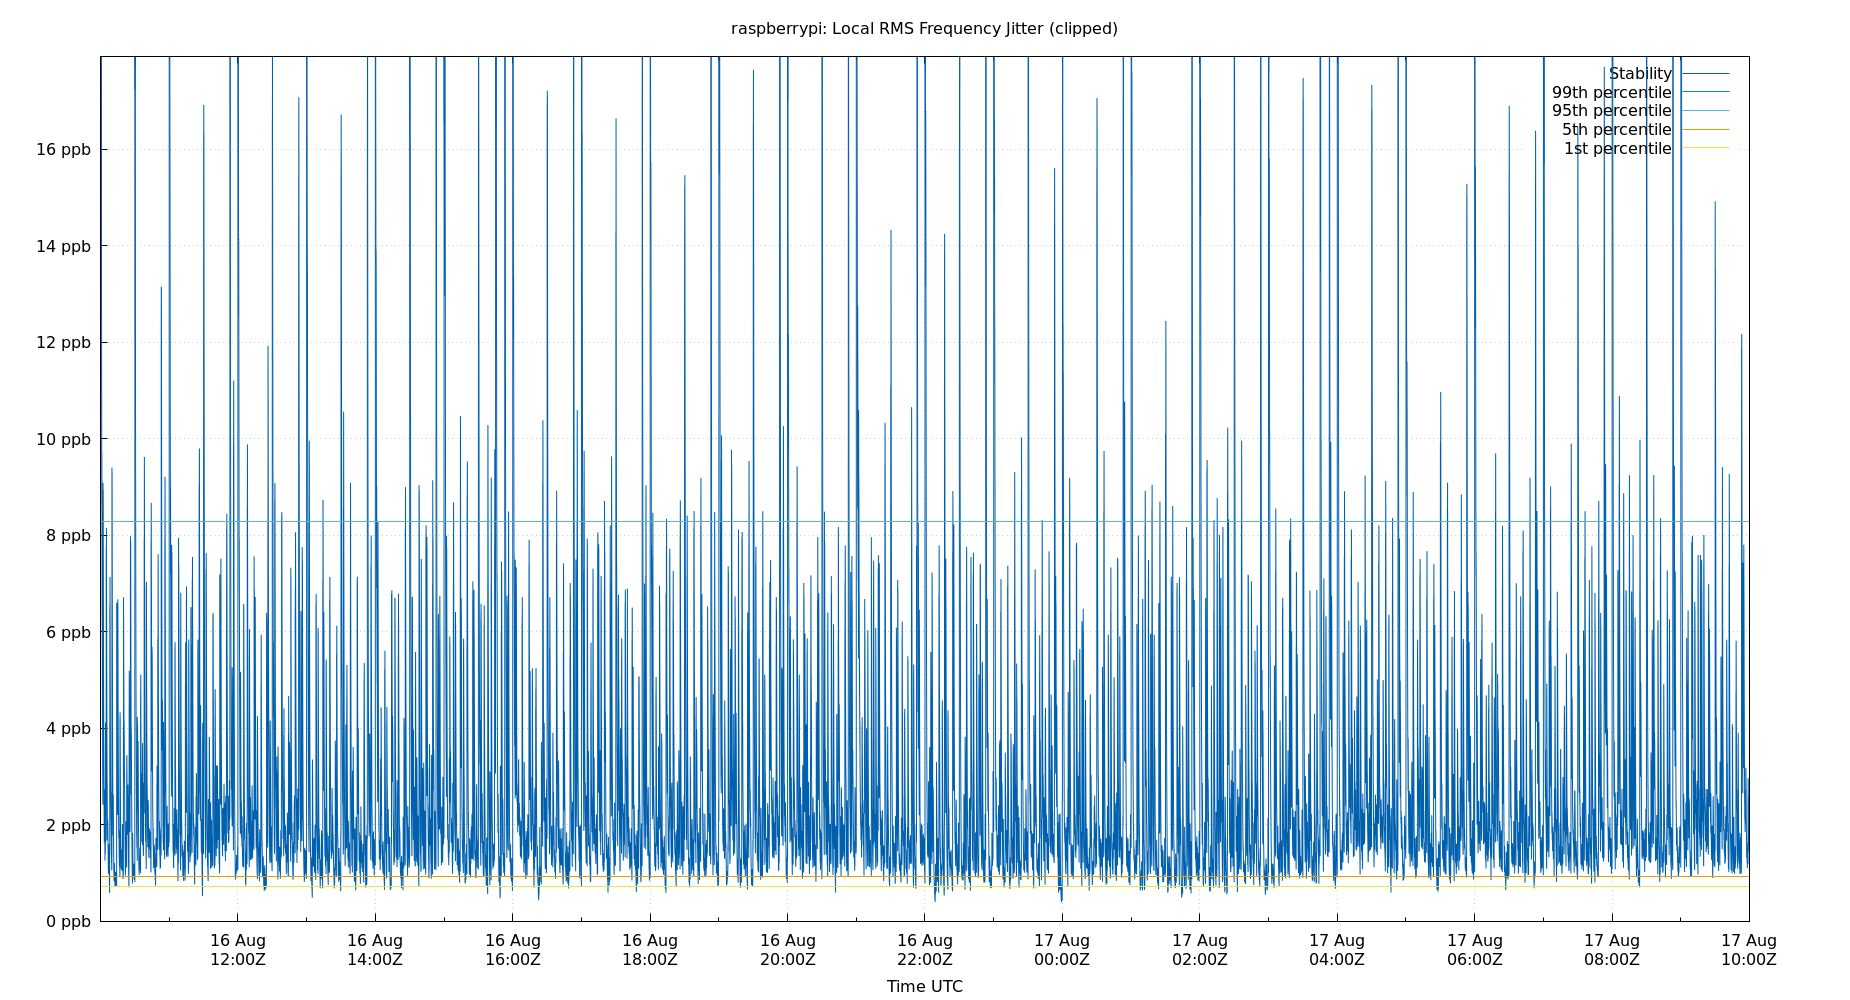 raspberrypi: Local RMS Frequency Jitter (clipped)
Stability
99th percentile
95th percentile
5th percentile
1st percentile
16 ppb
14 ppb
12 ppb
10 ppb
8 ppb
6 ppb
4 ppb
2 ppb
0 ppb
16 Aug 16 Aug 16 Aug 16 Aug 16 Aug 16 Aug 17 Aug 17 Aug 17 Aug 17 Aug 17 Aug 17 Aug
12:00Z 14:00Z 16:00Z 18:00Z 20:00Z 22:00Z 00:00Z 02:00Z 04:00Z 06:00Z 08:00Z 10:00Z
Time UTC